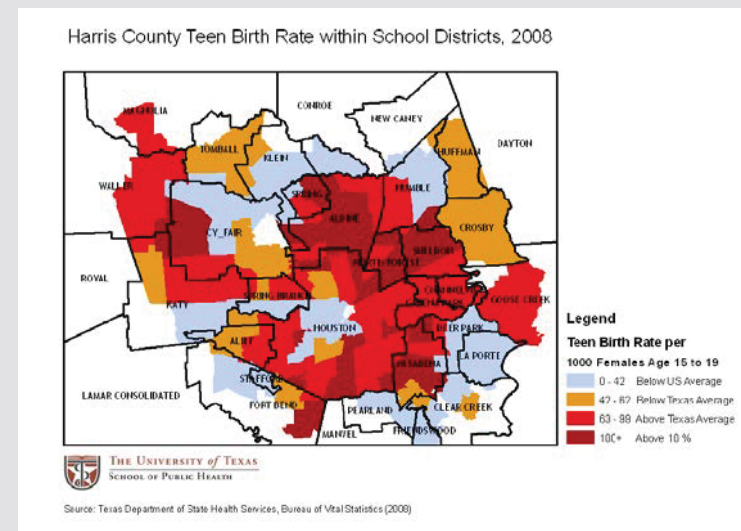 Harris County Teen Birth Rate within School Districts, 2008
MAGNOLIA
CONROE
NEW CANEY
TOMBALL
KLEIN
HUFFMAN
DAYTON
WALLER
SPRING
HUMBLE
ALDINE
CY_FAIR
CROSBY
SHELDON
NORTH FOREST
ROYAL
KATY
SPRING BRANCH
GOOSE CREEK
HOUSTON
DEER PARK
ALIEF
LA PORTE
PASADENA
STAFFORD
LAMAR CONSOLIDATED
FORT BEND
PEARLAND
CLEAR CREEK
MANVEL
FRIENDSWOOD
Legend
Teen Birth Rate per
1000 Females Age 15 to 19
0 - 42 Below US Average
42 - 62 Below Texas Average
63 - 99 Above Texas Average
100+ Above 10 %
THE UNIVERSITY of TEXAS
SCHOOL OF PUBLIC HEALTH
Source: Texas Department of State Health Services, Bureau of Vital Statistics (2008)